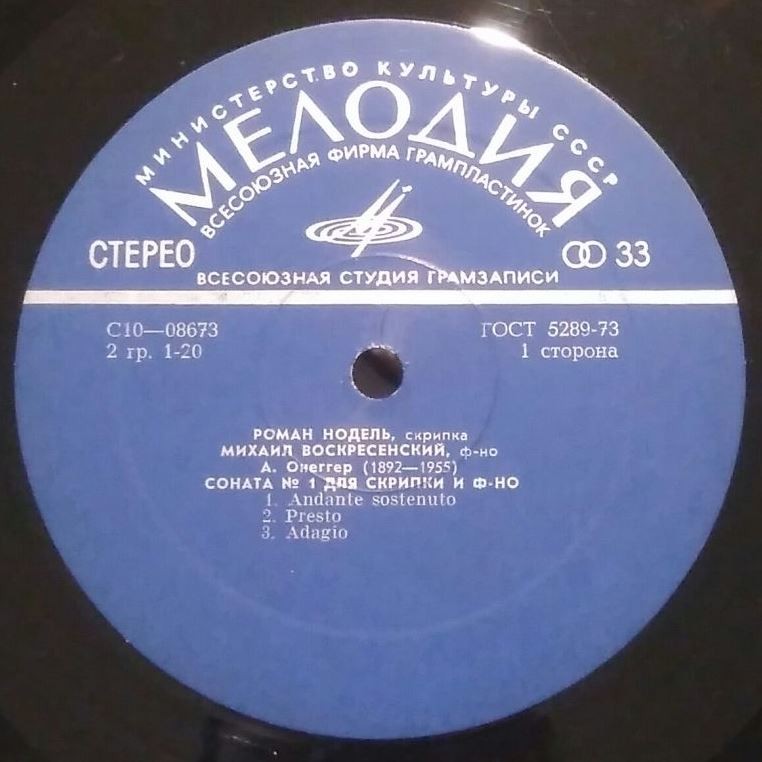 МИНИСТЕРСТВО КУЛЬТУРЫ СССР
МЕЛОДИЯ
ВСЕСОЮЗНАЯ ФИРМА ГРАМПЛАСТИНОК
СТЕРЕО
33
ВСЕСОЮЗНАЯ СТУДИЯ ГРАМЗАПИСИ
С10—08673
ГОСТ 5289-73
2 гр. 1-20
1 сторона
РОМАН НОДЕЛЬ, скрипка
МИХАИЛ ВОСКРЕСЕНСКИЙ, ф-но
А. Онеггер (1892—1955)
СОНАТА № 1 ДЛЯ СКРИПКИ И Ф-НО
1. Andante sostenuto
2. Presto
3. Adagio